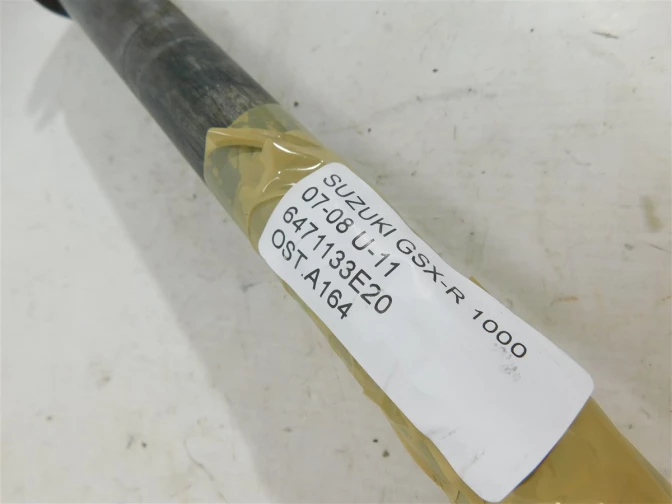 SUZUKI GSX-R 1000
07-08 U-11
6471133E20
OST.A164